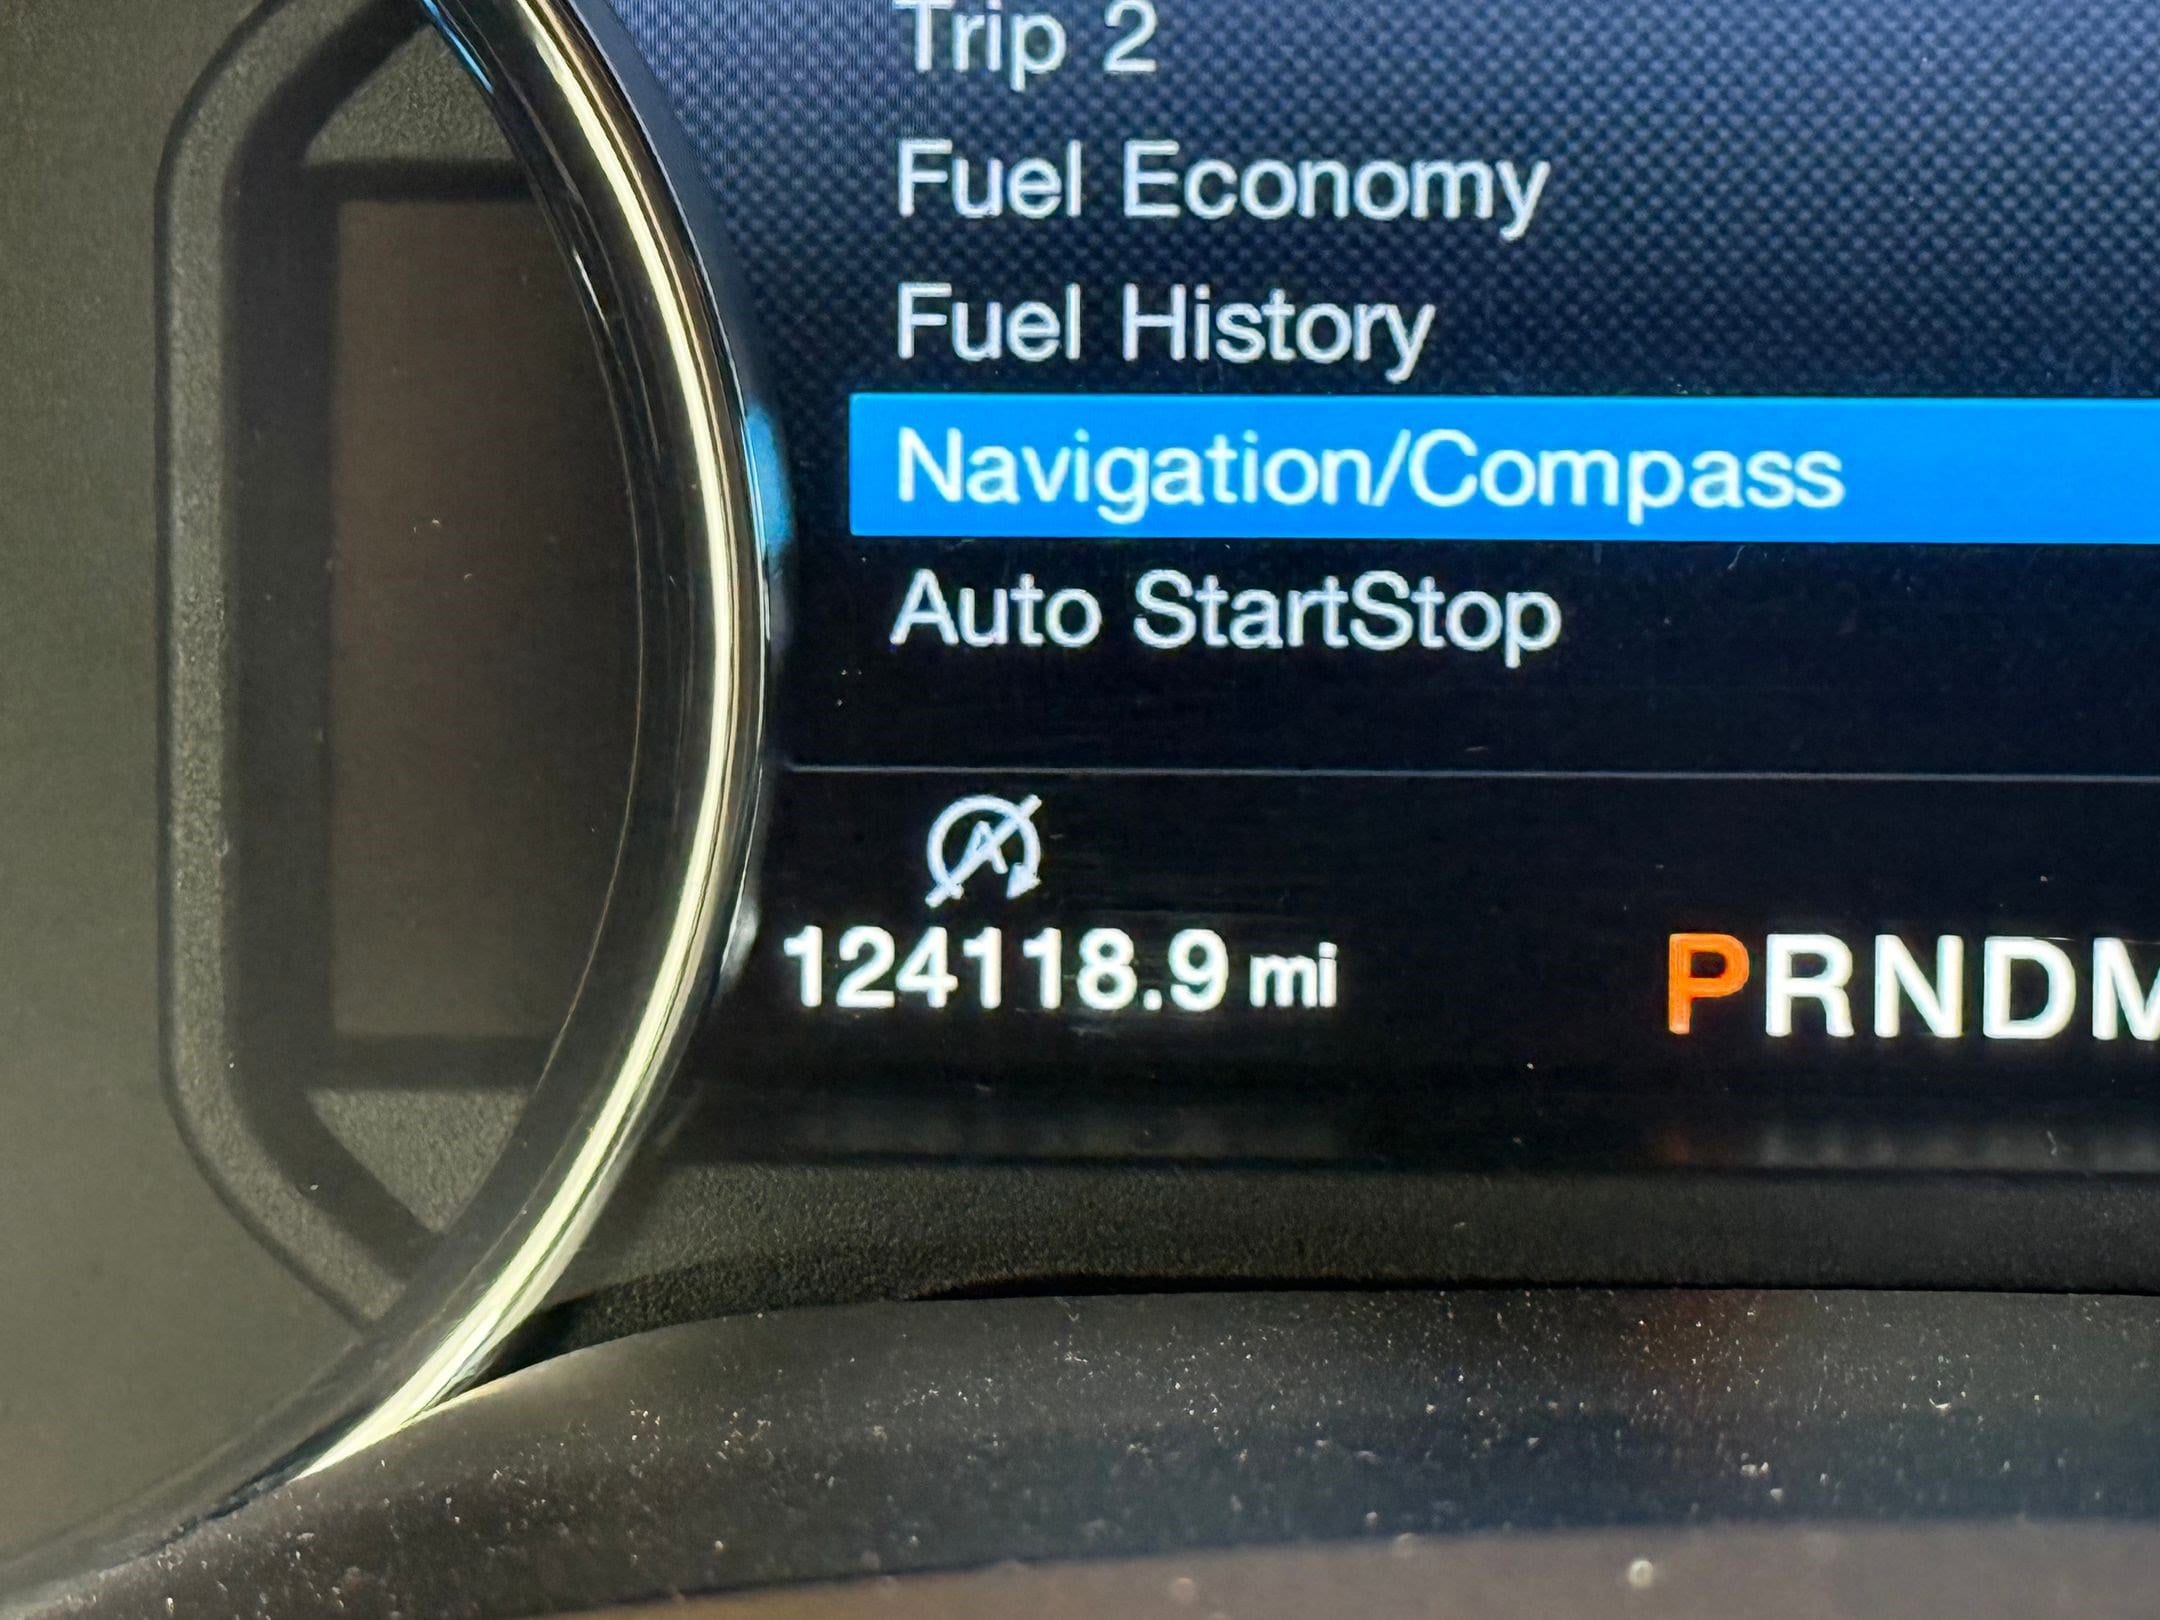 Trip 2
Fuel Economy
Fuel History
Navigation/Compass
Auto StartStop
A
124118.9 mi
PRNDM